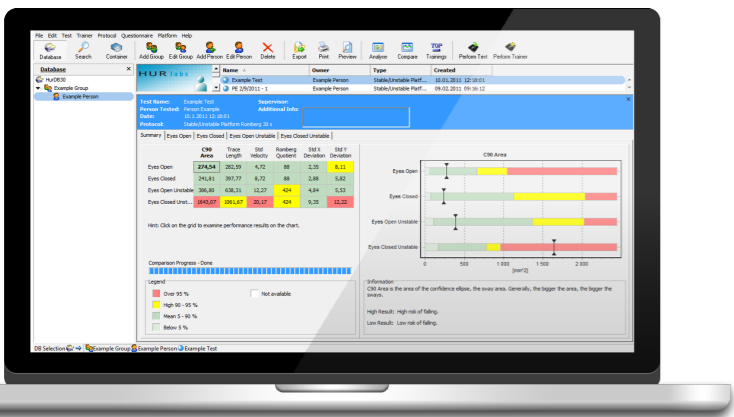 File Edit Test Trainer Protocol Questionnaire Platform Help
Database Search Container Add Group Edit Group Add Person Edit Person Delete Export Print Preview Analyse Compare Trainings Perform Test Perform Trainer
TOP
Database ×
HurDB30
Example Group
Example Person
HUR labs
Name Owner Type Created
Example Test Example Person Stable/Unstable Platf... 10.01.2011 12:18:01
PE 2/9/2011 - 1 Example Person Stable/Unstable Platf... 09.02.2011 09:16:12
×
Test Name: Example Test Supervisor:
Person Tested: Person Example Additional Info:
Date: 10.1.2011 12:18:01
Protocol: Stable/Unstable Platform Romberg 30 s
Summary Eyes Open Eyes Closed Eyes Open Unstable Eyes Closed Unstable
C90 Area Trace Length Std Velocity Romberg Quotient Std X Deviation Std Y Deviation
Eyes Open 274,54 282,59 4,72 88 2,35 8,11
Eyes Closed 241,81 397,77 8,72 88 2,88 5,82
Eyes Open Unstable 386,80 638,31 12,27 424 4,84 5,53
Eyes Closed Unst... 1643,07 1061,67 20,17 424 9,35 12,22
Hint: Click on the grid to examine performance results on the chart.
Comparison Progress - Done
Legend
Over 95 % Not available
High 90 - 95 %
Mean 5 - 90 %
Below 5 %
C90 Area
Eyes Open
Eyes Closed
Eyes Open Unstable
Eyes Closed Unstable
0 500 1 000 1 500 2 000
[mm^2]
Information
C90 Area is the area of the confidence ellipse, the sway area. Generally, the bigger the area, the bigger the
sways.
High Result: High risk of falling.
Low Result: Low risk of falling.
DB Selection Example Group Example Person Example Test